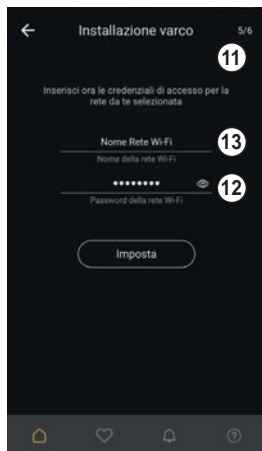 Installazione varco
5/6
11
Inserisci ora le credenziali di accesso per la
rete da te selezionata
Nome Rete Wi-Fi
13
Nome della rete Wi-Fi
••••••••
12
Password della rete Wi-Fi
Imposta